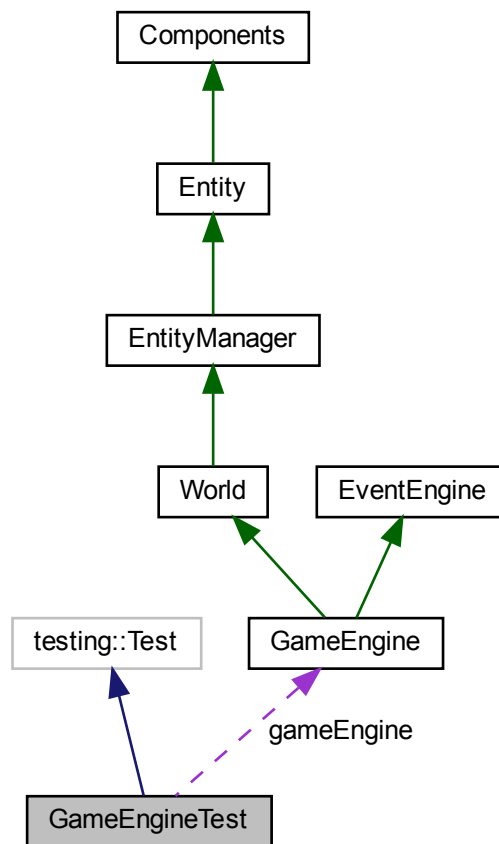 Components
Entity
EntityManager
World
EventEngine
testing::Test
GameEngine
gameEngine
GameEngineTest